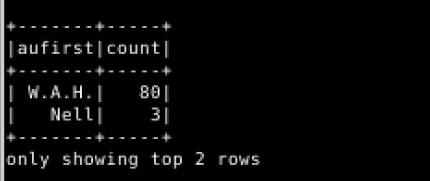 +-------+-----+
|aufirst|count|
+-------+-----+
| W.A.H.|   80|
|   Nell|    3|
+-------+-----+
only showing top 2 rows